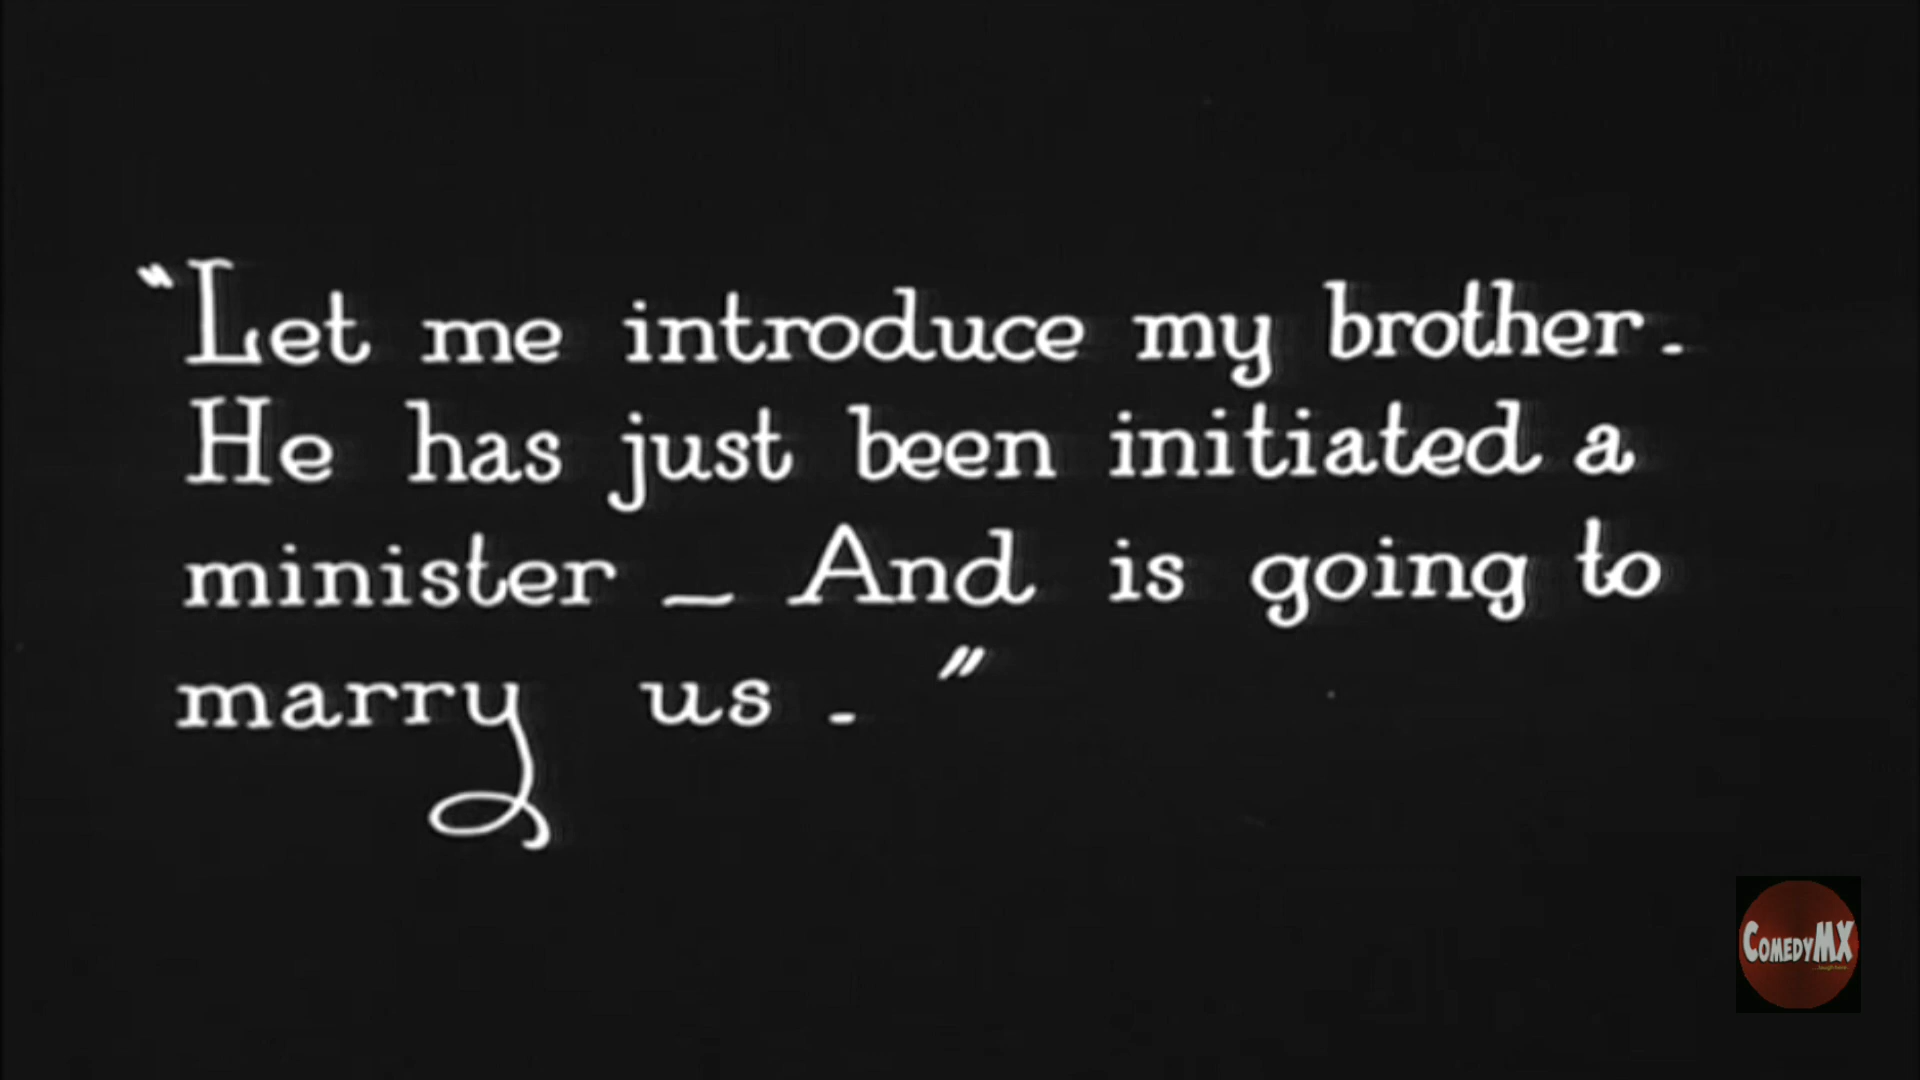 “Let me introduce my brother.
He has just been initiated a
minister — And is going to
marry us.”
COMEDYMX